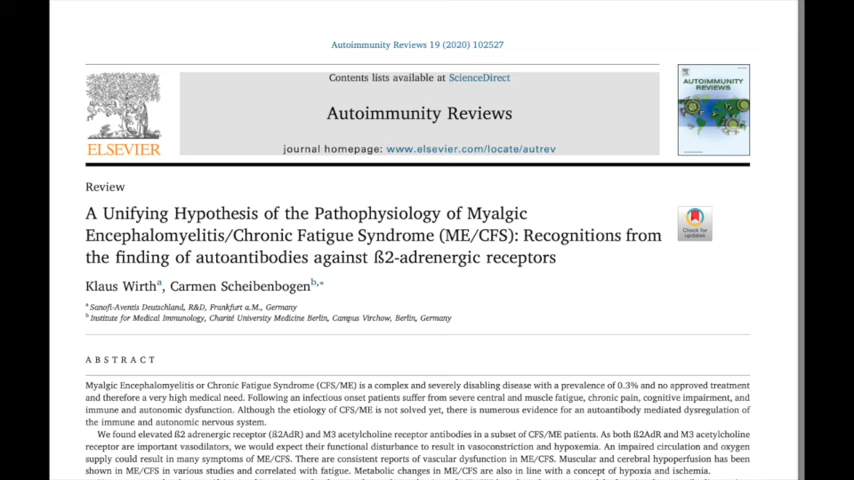 Autoimmunity Reviews 19 (2020) 102527
Contents lists available at ScienceDirect
Autoimmunity Reviews
journal homepage: www.elsevier.com/locate/autrev
ELSEVIER
AUTOIMMUNITY
REVIEWS
Check for
updates
Review
A Unifying Hypothesis of the Pathophysiology of Myalgic
Encephalomyelitis/Chronic Fatigue Syndrome (ME/CFS): Recognitions from
the finding of autoantibodies against ß2-adrenergic receptors
Klaus Wirthᵃ, Carmen Scheibenbogenᵇ,*
ᵃ Sanofi-Aventis Deutschland, R&D, Frankfurt a.M., Germany
ᵇ Institute for Medical Immunology, Charité University Medicine Berlin, Campus Virchow, Berlin, Germany
ABSTRACT
Myalgic Encephalomyelitis or Chronic Fatigue Syndrome (CFS/ME) is a complex and severely disabling disease with a prevalence of 0.3% and no approved treatment
and therefore a very high medical need. Following an infectious onset patients suffer from severe central and muscle fatigue, chronic pain, cognitive impairment, and
immune and autonomic dysfunction. Although the etiology of CFS/ME is not solved yet, there is numerous evidence for an autoantibody mediated dysregulation of
the immune and autonomic nervous system.
We found elevated ß2 adrenergic receptor (ß2AdR) and M3 acetylcholine receptor antibodies in a subset of CFS/ME patients. As both ß2AdR and M3 acetylcholine
receptor are important vasodilators, we would expect their functional disturbance to result in vasoconstriction and hypoxemia. An impaired circulation and oxygen
supply could result in many symptoms of ME/CFS. There are consistent reports of vascular dysfunction in ME/CFS. Muscular and cerebral hypoperfusion has been
shown in ME/CFS in various studies and correlated with fatigue. Metabolic changes in ME/CFS are also in line with a concept of hypoxia and ischemia.